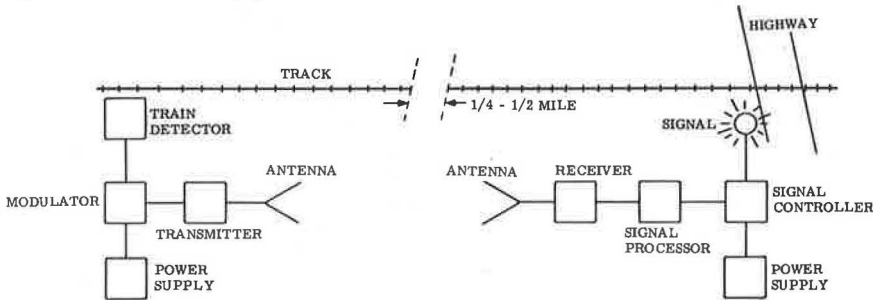 HIGHWAY
TRACK
1/4 - 1/2 MILE
TRAIN
DETECTOR
SIGNAL
ANTENNA
ANTENNA
RECEIVER
MODULATOR
SIGNAL
CONTROLLER
TRANSMITTER
SIGNAL
PROCESSOR
POWER
SUPPLY
POWER
SUPPLY